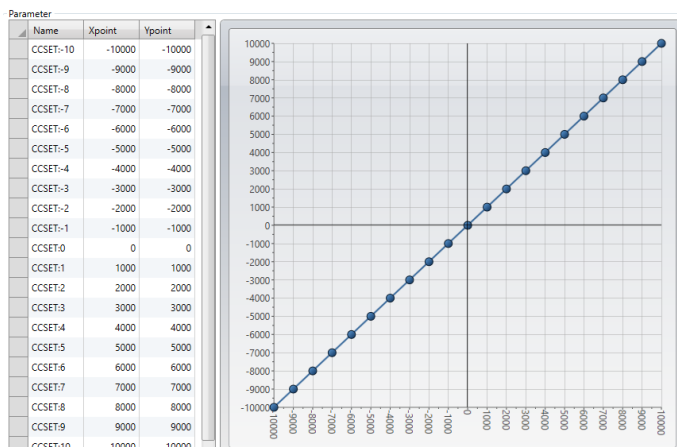 Parameter
Name Xpoint Ypoint
CCSET:-10 -10000 -10000
CCSET:-9 -9000 -9000
CCSET:-8 -8000 -8000
CCSET:-7 -7000 -7000
CCSET:-6 -6000 -6000
CCSET:-5 -5000 -5000
CCSET:-4 -4000 -4000
CCSET:-3 -3000 -3000
CCSET:-2 -2000 -2000
CCSET:-1 -1000 -1000
CCSET:0 0 0
CCSET:1 1000 1000
CCSET:2 2000 2000
CCSET:3 3000 3000
CCSET:4 4000 4000
CCSET:5 5000 5000
CCSET:6 6000 6000
CCSET:7 7000 7000
CCSET:8 8000 8000
CCSET:9 9000 9000
CCSET:10 10000 10000
10000
9000
8000
7000
6000
5000
4000
3000
2000
1000
0
-1000
-2000
-3000
-4000
-5000
-6000
-7000
-8000
-9000
-10000
-10000 -9000 -8000 -7000 -6000 -5000 -4000 -3000 -2000 -1000 0 1000 2000 3000 4000 5000 6000 7000 8000 9000 10000